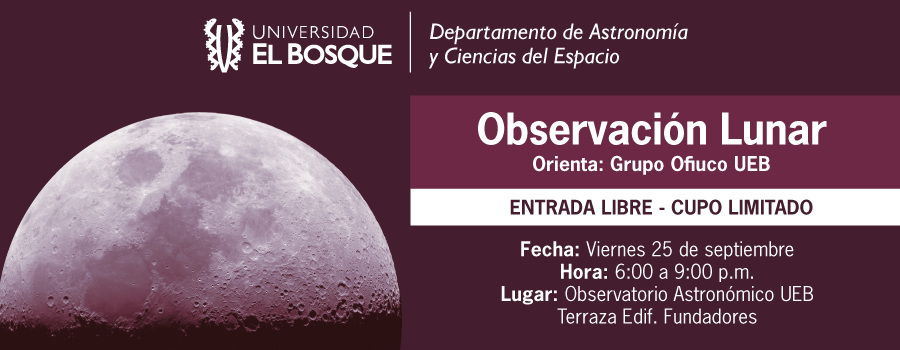 UNIVERSIDAD
EL BOSQUE
Departamento de Astronomía
y Ciencias del Espacio
Observación Lunar
Orienta: Grupo Ofiuco UEB
ENTRADA LIBRE - CUPO LIMITADO
Fecha: Viernes 25 de septiembre
Hora: 6:00 a 9:00 p.m.
Lugar: Observatorio Astronómico UEB
Terraza Edif. Fundadores